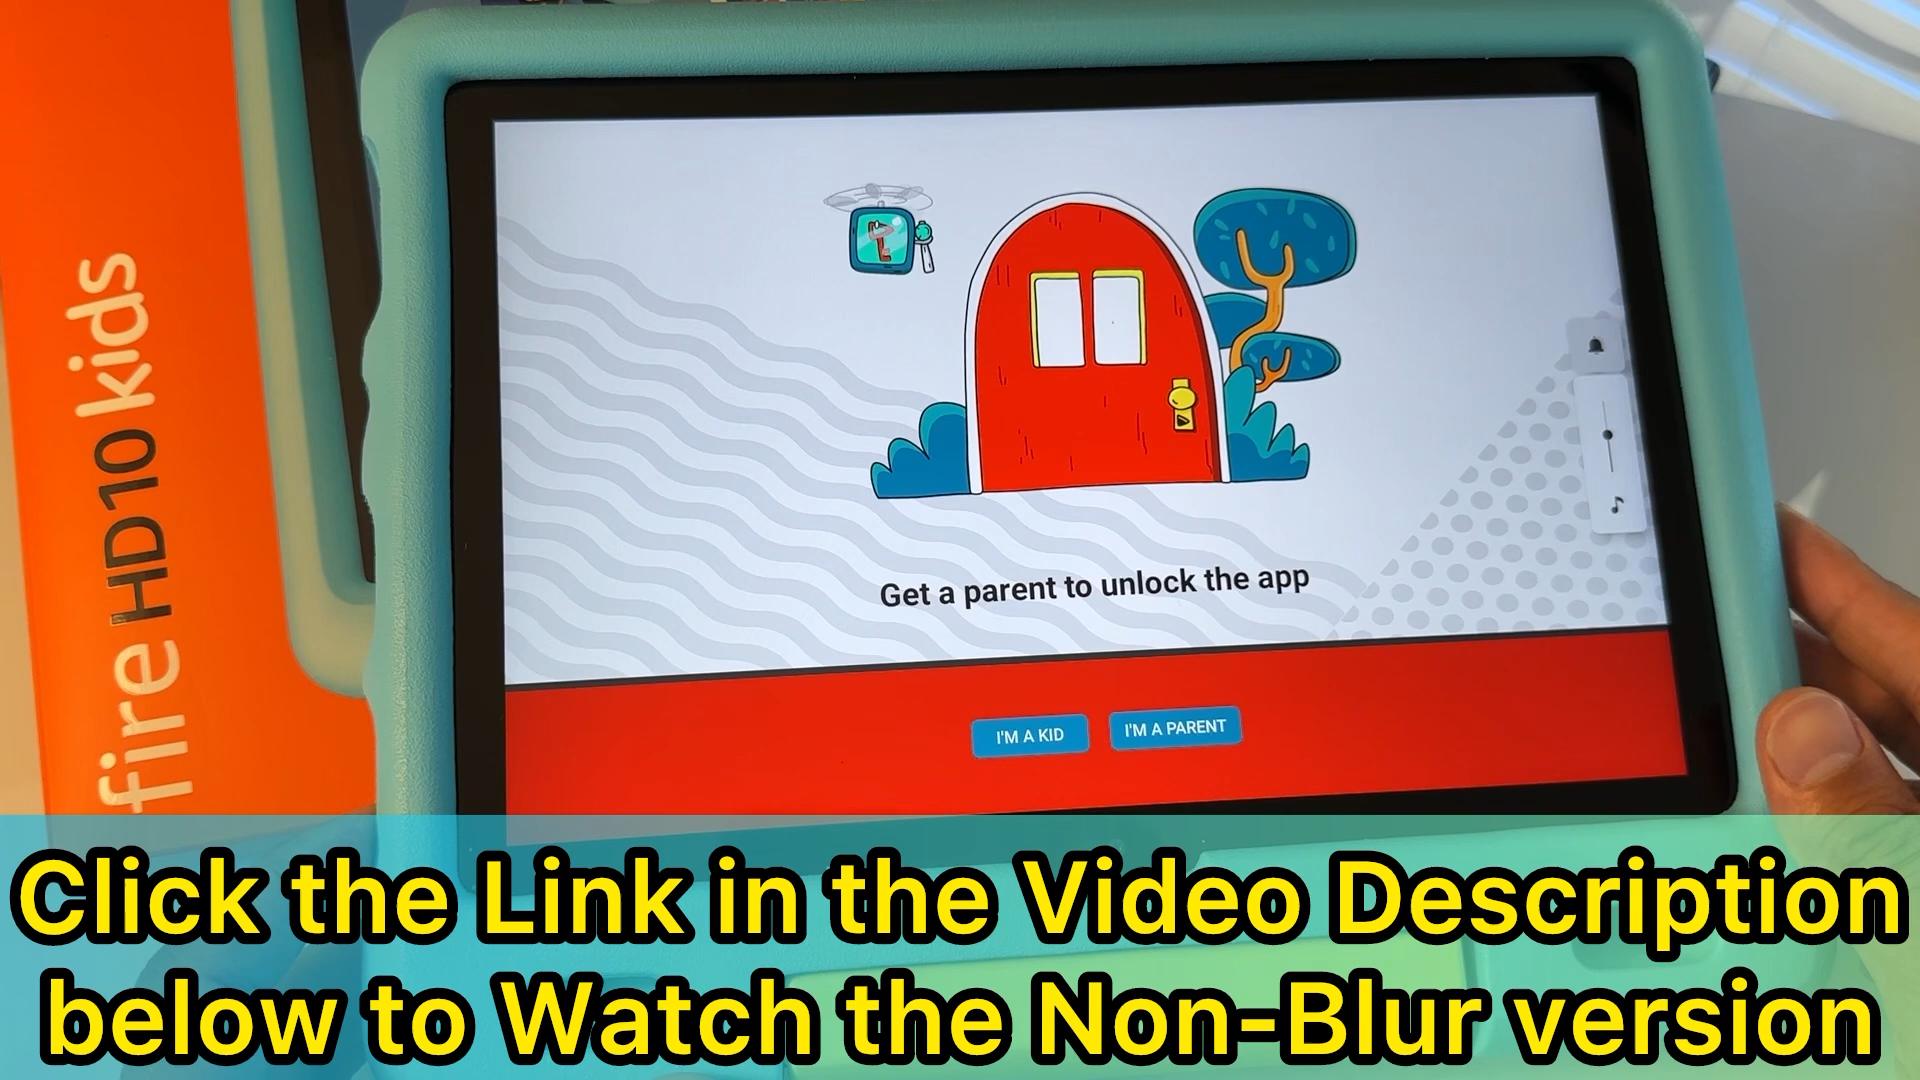 fire HD10 kids
Get a parent to unlock the app
I'M A KID
I'M A PARENT
Click the Link in the Video Description
below to Watch the Non-Blur version